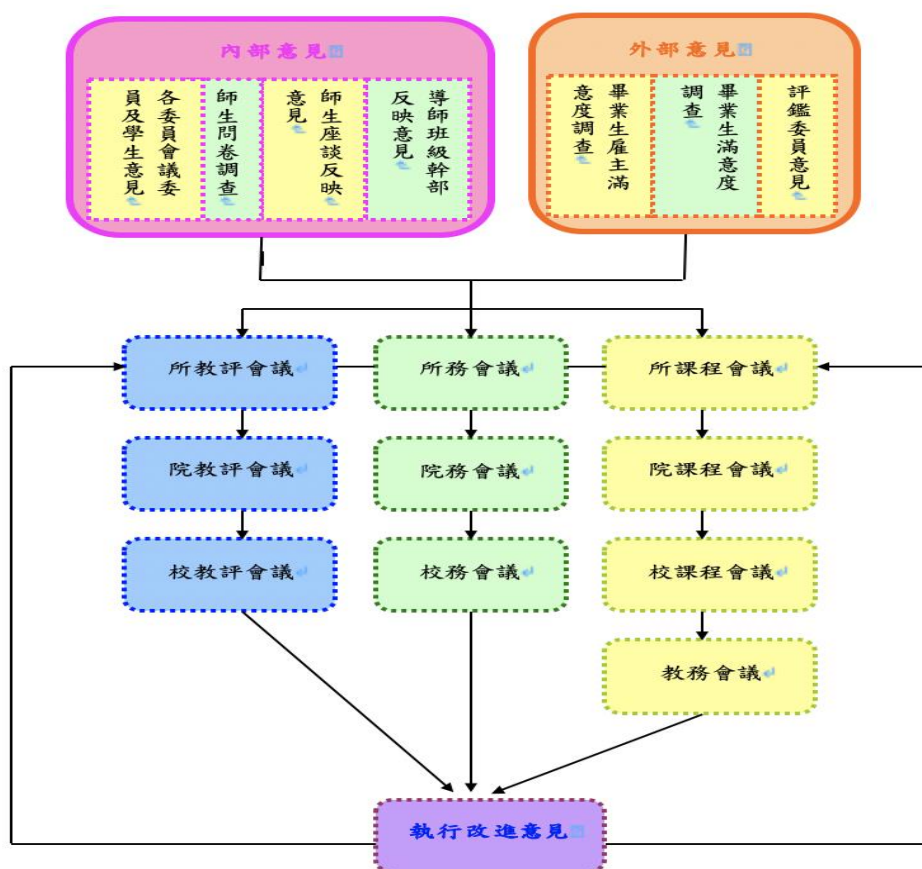 內部意見
外部意見
各委員會議委
員及學生意見
師生問卷調查
師生座談反映
意見
導師班級幹部
反映意見
畢業生雇主滿
意度調查
畢業生滿意度
調查
評鑑委員意見
所教評會議
所務會議
所課程會議
院教評會議
院務會議
院課程會議
校教評會議
校務會議
校課程會議
教務會議
執行改進意見